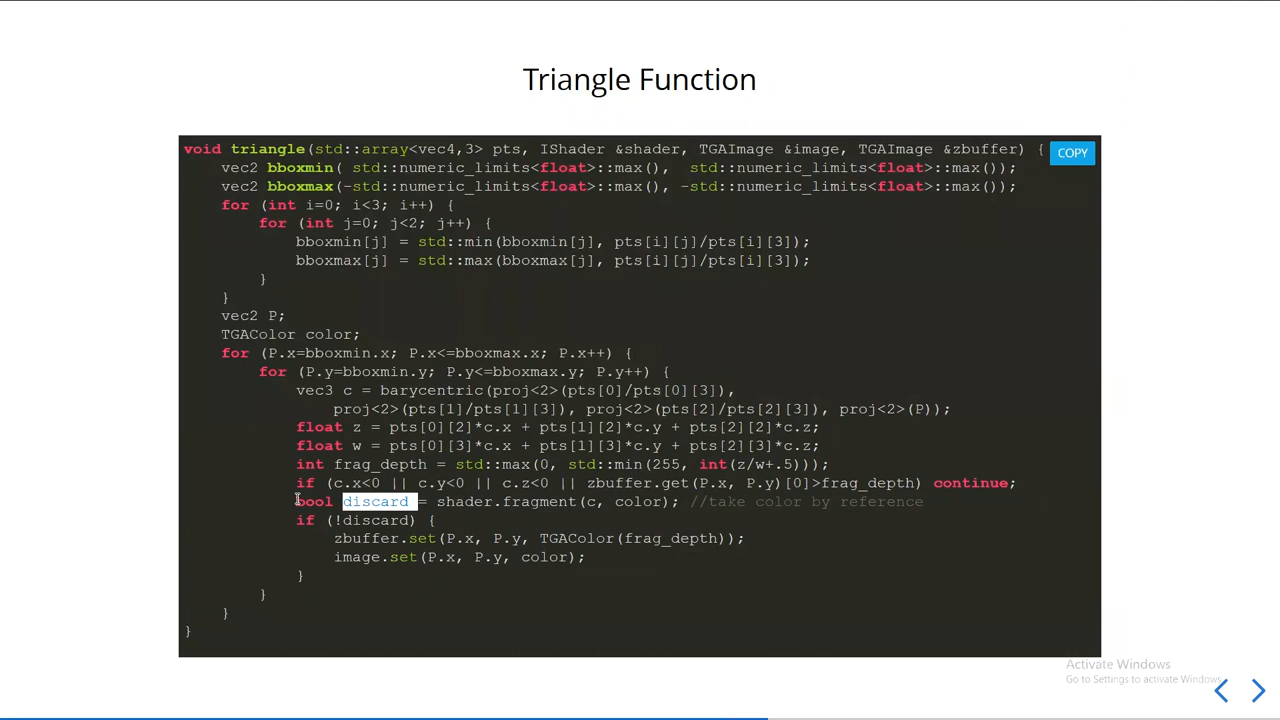 Triangle Function
void triangle(std::array<vec4,3> pts, IShader &shader, TGAImage &image, TGAImage &zbuffer) {
COPY
vec2 bboxmin( std::numeric_limits<float>::max(),  std::numeric_limits<float>::max());
vec2 bboxmax(-std::numeric_limits<float>::max(), -std::numeric_limits<float>::max());
for (int i=0; i<3; i++) {
for (int j=0; j<2; j++) {
bboxmin[j] = std::min(bboxmin[j], pts[i][j]/pts[i][3]);
bboxmax[j] = std::max(bboxmax[j], pts[i][j]/pts[i][3]);
}
}
vec2 P;
TGAColor color;
for (P.x=bboxmin.x; P.x<=bboxmax.x; P.x++) {
for (P.y=bboxmin.y; P.y<=bboxmax.y; P.y++) {
vec3 c = barycentric(proj<2>(pts[0]/pts[0][3]),
proj<2>(pts[1]/pts[1][3]), proj<2>(pts[2]/pts[2][3]), proj<2>(P));
float z = pts[0][2]*c.x + pts[1][2]*c.y + pts[2][2]*c.z;
float w = pts[0][3]*c.x + pts[1][3]*c.y + pts[2][3]*c.z;
int frag_depth = std::max(0, std::min(255, int(z/w+.5)));
if (c.x<0 || c.y<0 || c.z<0 || zbuffer.get(P.x, P.y)[0]>frag_depth) continue;
bool discard = shader.fragment(c, color); //take color by reference
if (!discard) {
zbuffer.set(P.x, P.y, TGAColor(frag_depth));
image.set(P.x, P.y, color);
}
}
}
}
Activate Windows
Go to Settings to activate Windows.